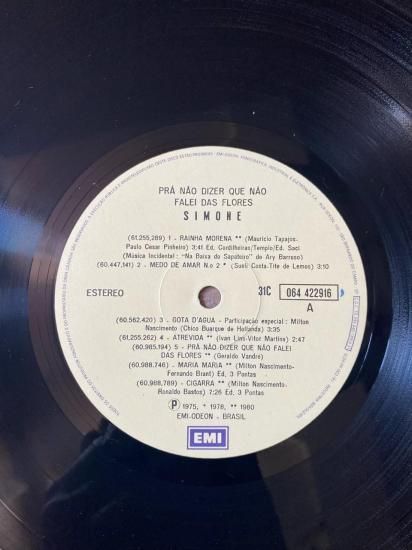 PRÁ NÃO DIZER QUE NÃO
FALEI DAS FLORES
SIMONE
(61.255,289) 1 - RAINHA MORENA ** (Mauricio Tapajos-
Paulo Cesar Pinheiro) 3:41 Ed. Cordilheiras/Templo/Ed. Saci
(Música Incidental : "Na Baixa do Sapateiro" de Ary Barroso)
(60.447,141) 2 - MEDO DE AMAR N.o 2 * (Sueli Costa-Tite de Lemos) 3:10
ESTEREO
31C 064 422916
A
(60.562,420) 3 - GOTA D'AGUA - Participação especial : Milton
Nascimento (Chico Buarque de Hollanda) 3:35
(61.255,262) 4 - ATREVIDA ** (Ivan Lins-Vitor Martins) 2:47
(60.985,194) 5 - PRÁ-NÃO-DIZER QUE NÃO FALEI
DAS FLORES ** (Geraldo Vandré)
(60.988,746) - MARIA MARIA ** (Milton Nascimento-
Fernando Brant) Ed. 3 Pontas
(60.988,789) - CIGARRA ** (Milton Nascimento-
Ronaldo Bastos) 7:26 Ed. 3 Pontas
℗ 1975, * 1978, ** 1980
EMI-ODEON - BRASIL
EMI